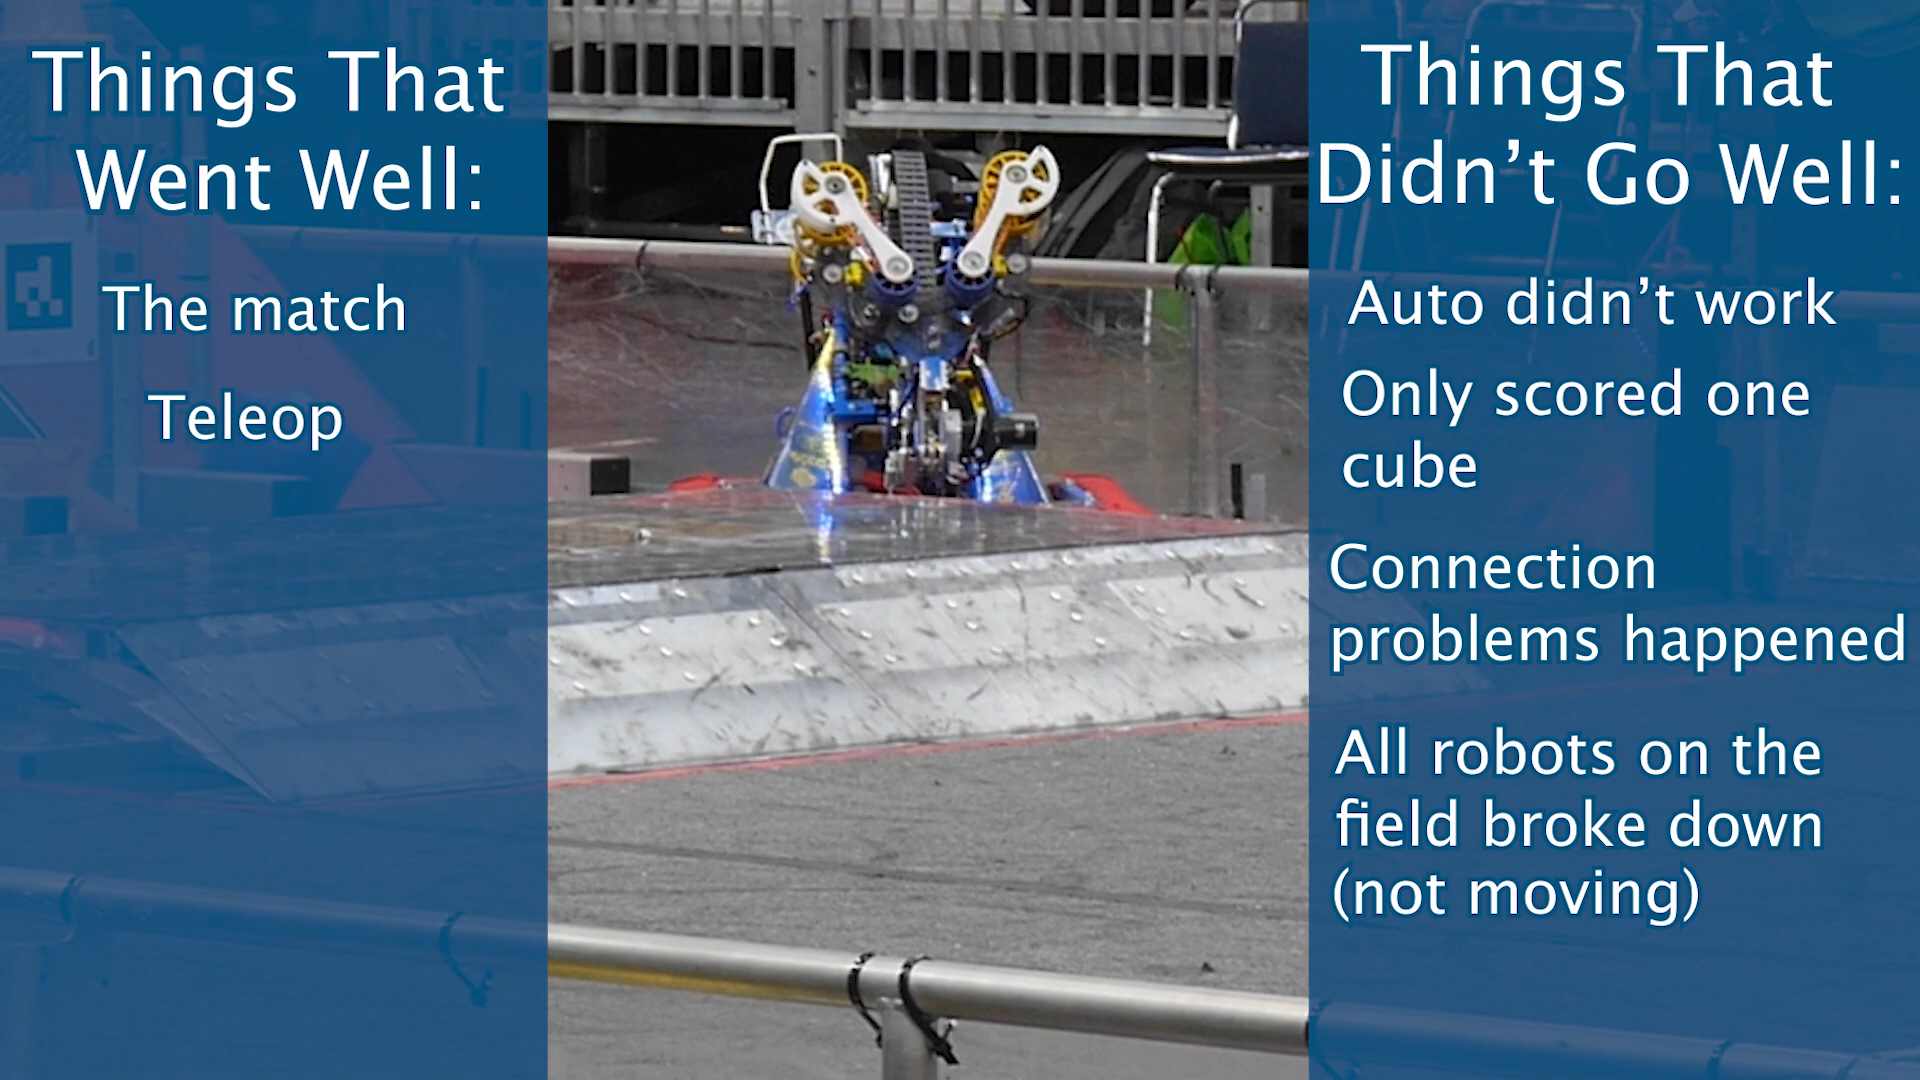 Things That
Went Well:
The match
Teleop
Things That
Didn’t Go Well:
Auto didn’t work
Only scored one
cube
Connection
problems happened
All robots on the
field broke down
(not moving)